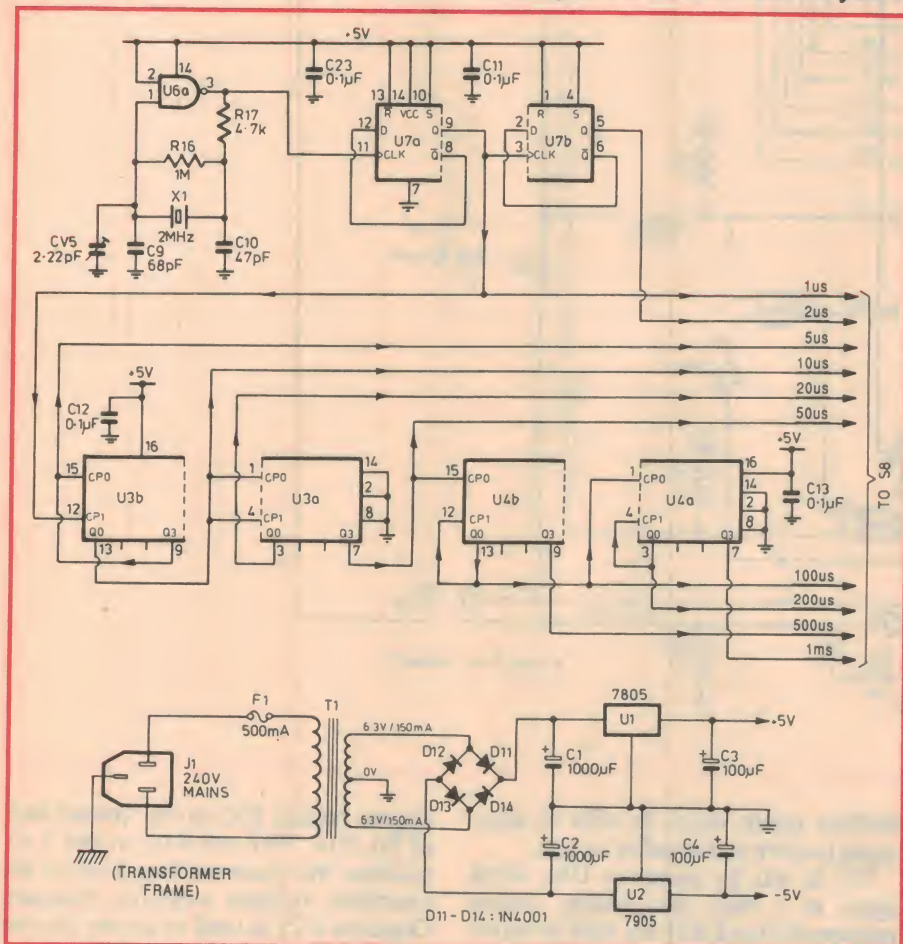 +5V
14
2
1
U6a
3
R17
4·7k
R16
1M
X1
2MHz
CV5
2-22pF
C9
68pF
C10
47pF
C23
0·1µF
C11
0·1µF
13 14 10
R VCC S
12 D Q 9
U7a
11 CLK Q 8
7
1 4
R S
2 D Q 5
U7b
3 CLK Q 6
1us
2us
5us
10us
20us
50us
TO S8
+5V
C12
0·1µF
16
15 CP0
U3b
12 CP1
Q0 Q3
13 9
1 CP0 14
2
U3a
4 CP1 8
Q0 Q3
3 7
15 CP0
U4b
12 CP1
Q0 Q3
13 9
+5V
C13
0·1µF
16
1 CP0 14
2
U4a
4 CP1 8
Q0 Q3
3 7
100us
200us
500us
1ms
F1
500mA
T1
6·3V/150mA
0V
6·3V/150mA
J1
240V
MAINS
(TRANSFORMER
FRAME)
D12 D11
D13 D14
7805
U1
+5V
C1
1000µF
C3
100µF
C2
1000µF
C4
100µF
U2
7905
-5V
D11-D14:1N4001